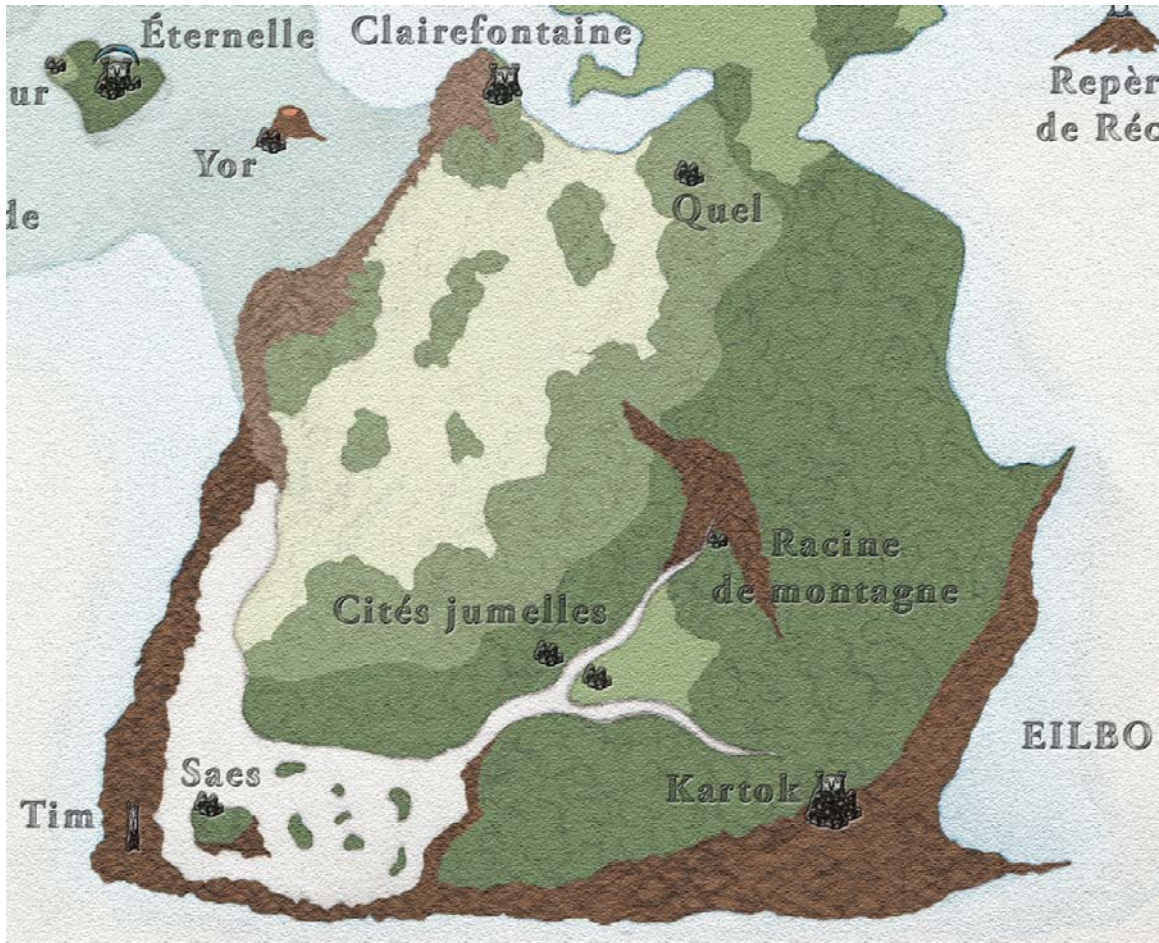 Éternelle
Clairefontaine
ur
Repèr
de Réc
Yor
Quel
de
Racine
de montagne
Cités jumelles
EILBO
Saes
Kartok
Tim